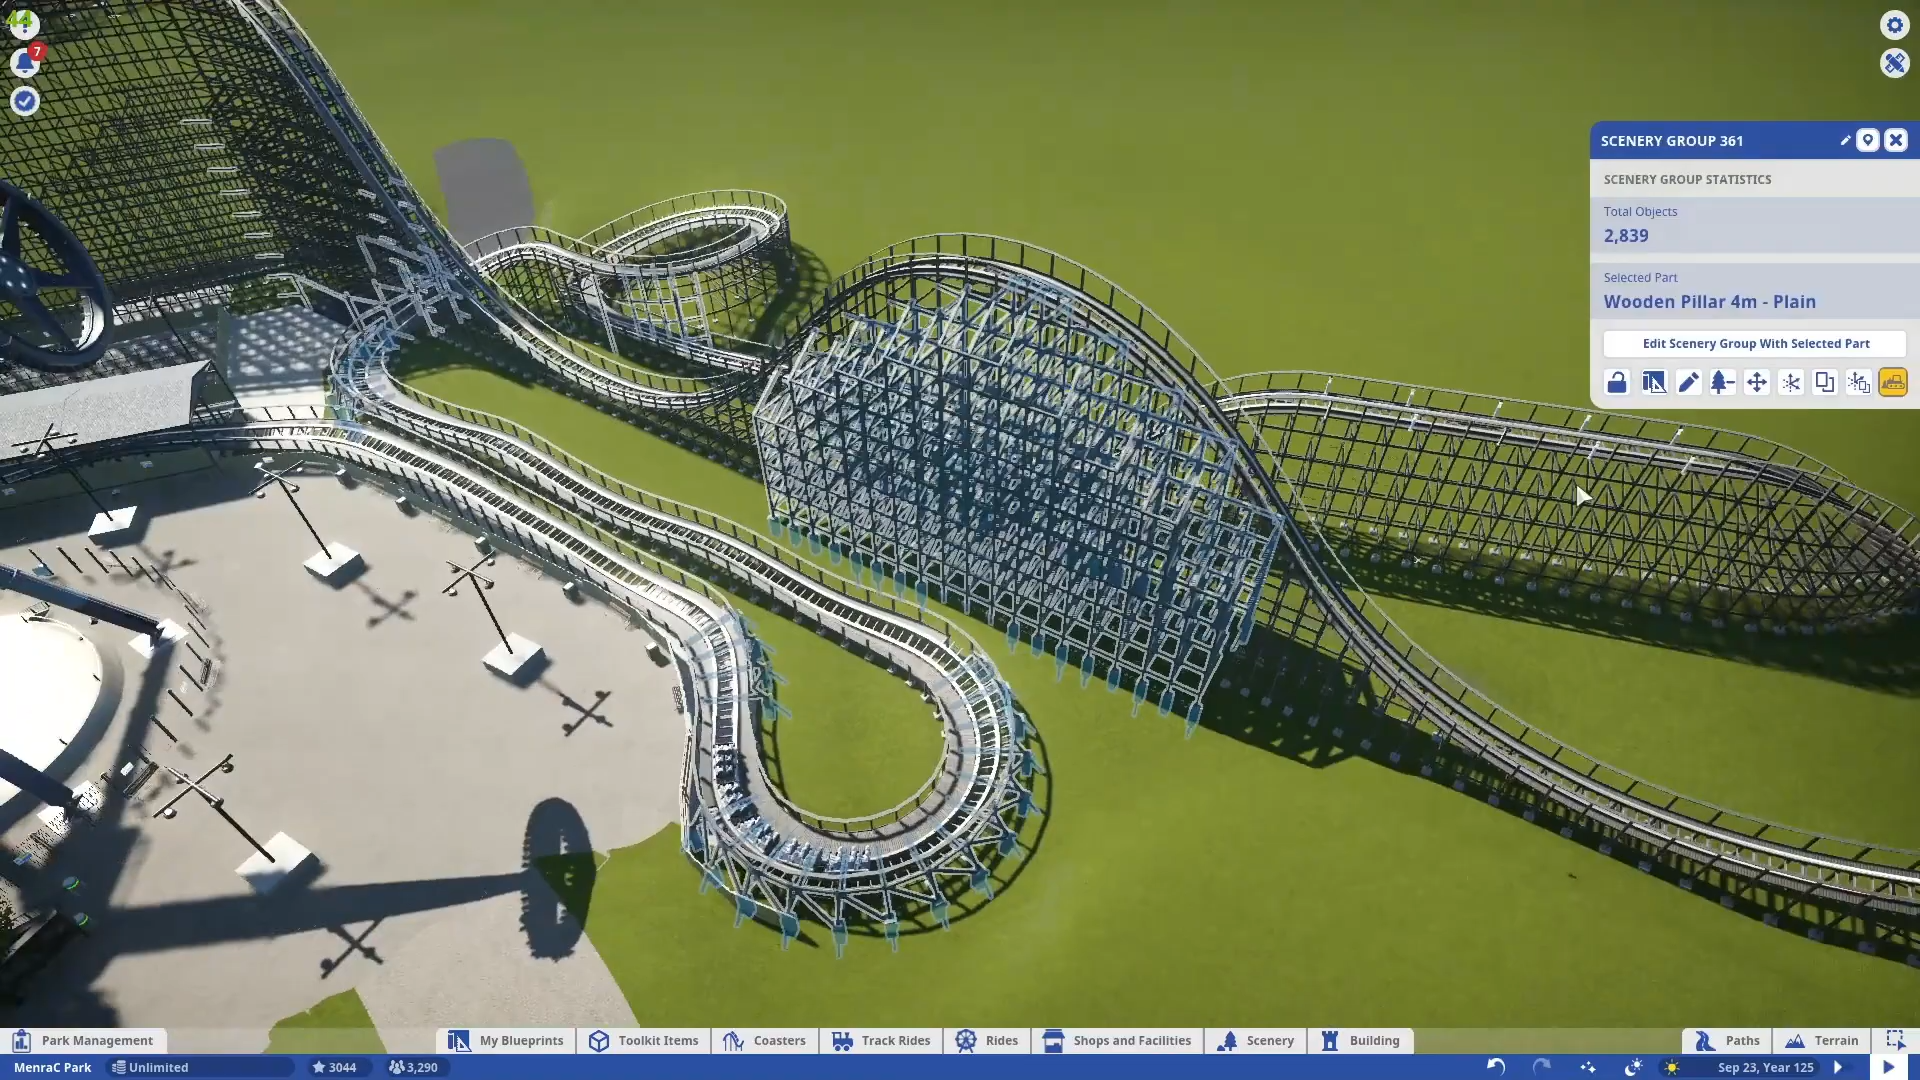 44
7
SCENERY GROUP 361
SCENERY GROUP STATISTICS
Total Objects
2,839
Selected Part
Wooden Pillar 4m - Plain
Edit Scenery Group With Selected Part
Park Management
My Blueprints
Toolkit Items
Coasters
Track Rides
Rides
Shops and Facilities
Scenery
Building
Paths
Terrain
MenraC Park
Unlimited
3044
3,290
Sep 23, Year 125